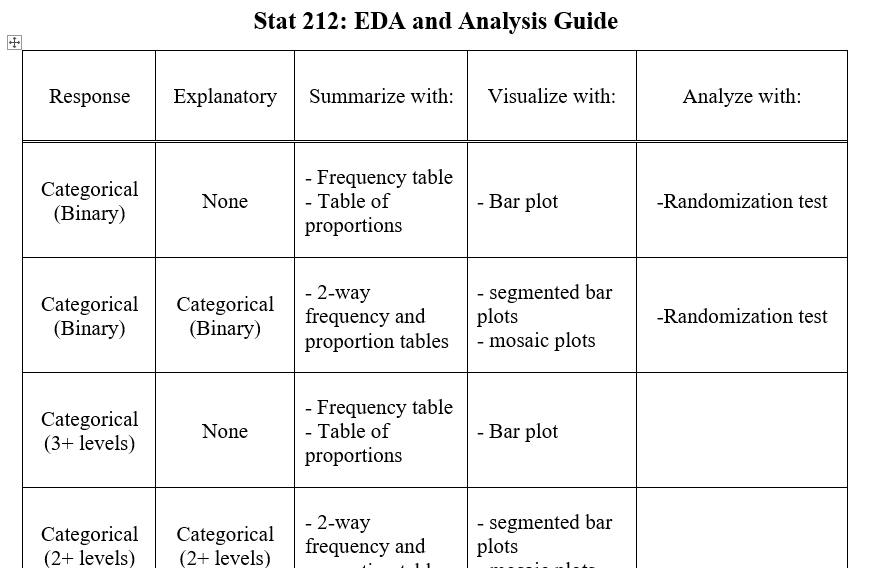 Stat 212: EDA and Analysis Guide
Response
Explanatory
Summarize with:
Visualize with:
Analyze with:
Categorical
(Binary)
None
- Frequency table
- Table of
proportions
- Bar plot
-Randomization test
Categorical
(Binary)
Categorical
(Binary)
- 2-way
frequency and
proportion tables
- segmented bar
plots
- mosaic plots
-Randomization test
Categorical
(3+ levels)
None
- Frequency table
- Table of
proportions
- Bar plot
Categorical
(2+ levels)
Categorical
(2+ levels)
- 2-way
frequency and
- segmented bar
plots